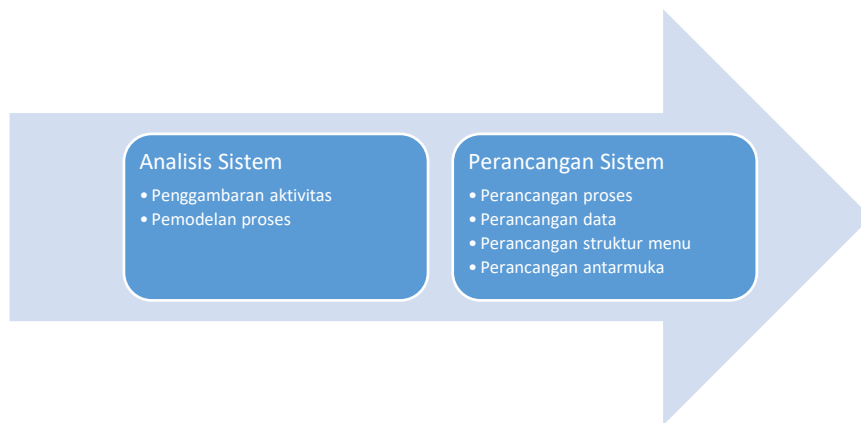 Analisis Sistem
• Penggambaran aktivitas
• Pemodelan proses
Perancangan Sistem
• Perancangan proses
• Perancangan data
• Perancangan struktur menu
• Perancangan antarmuka